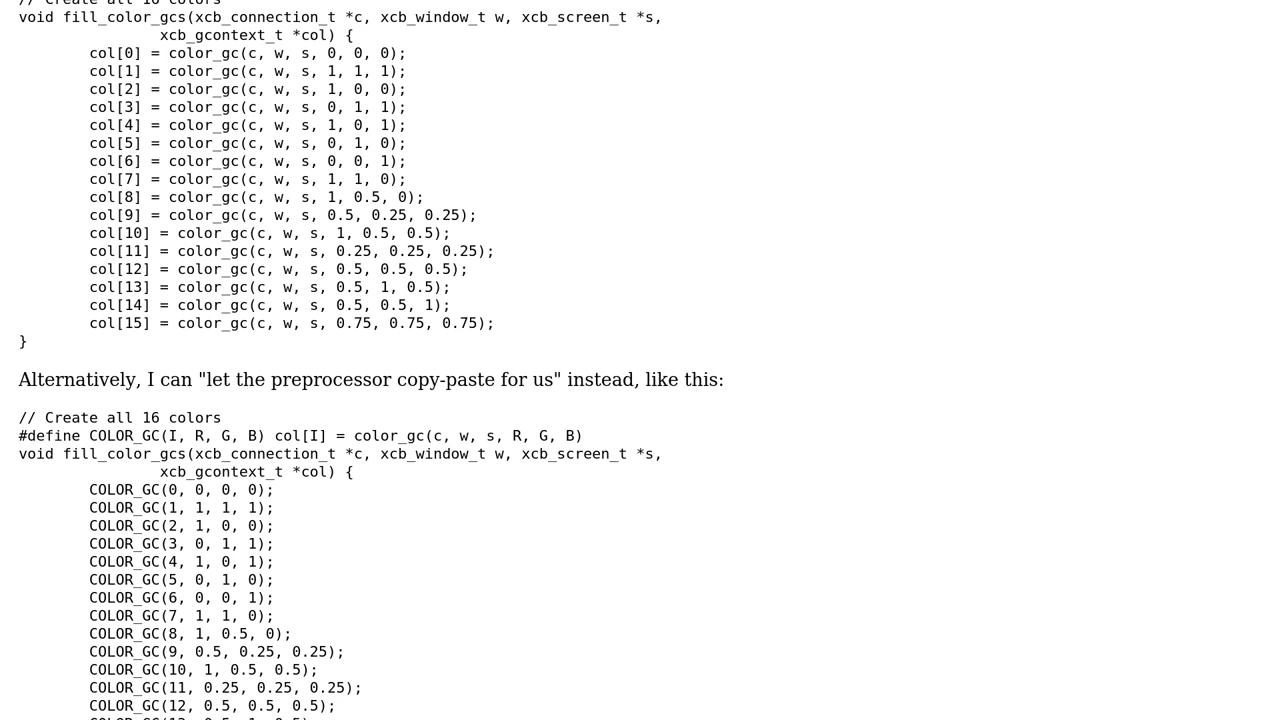 // Create all 16 colors
void fill_color_gcs(xcb_connection_t *c, xcb_window_t w, xcb_screen_t *s,
                xcb_gcontext_t *col) {
        col[0] = color_gc(c, w, s, 0, 0, 0);
        col[1] = color_gc(c, w, s, 1, 1, 1);
        col[2] = color_gc(c, w, s, 1, 0, 0);
        col[3] = color_gc(c, w, s, 0, 1, 1);
        col[4] = color_gc(c, w, s, 1, 0, 1);
        col[5] = color_gc(c, w, s, 0, 1, 0);
        col[6] = color_gc(c, w, s, 0, 0, 1);
        col[7] = color_gc(c, w, s, 1, 1, 0);
        col[8] = color_gc(c, w, s, 1, 0.5, 0);
        col[9] = color_gc(c, w, s, 0.5, 0.25, 0.25);
        col[10] = color_gc(c, w, s, 1, 0.5, 0.5);
        col[11] = color_gc(c, w, s, 0.25, 0.25, 0.25);
        col[12] = color_gc(c, w, s, 0.5, 0.5, 0.5);
        col[13] = color_gc(c, w, s, 0.5, 1, 0.5);
        col[14] = color_gc(c, w, s, 0.5, 0.5, 1);
        col[15] = color_gc(c, w, s, 0.75, 0.75, 0.75);
}
Alternatively, I can "let the preprocessor copy-paste for us" instead, like this:
// Create all 16 colors
#define COLOR_GC(I, R, G, B) col[I] = color_gc(c, w, s, R, G, B)
void fill_color_gcs(xcb_connection_t *c, xcb_window_t w, xcb_screen_t *s,
                xcb_gcontext_t *col) {
        COLOR_GC(0, 0, 0, 0);
        COLOR_GC(1, 1, 1, 1);
        COLOR_GC(2, 1, 0, 0);
        COLOR_GC(3, 0, 1, 1);
        COLOR_GC(4, 1, 0, 1);
        COLOR_GC(5, 0, 1, 0);
        COLOR_GC(6, 0, 0, 1);
        COLOR_GC(7, 1, 1, 0);
        COLOR_GC(8, 1, 0.5, 0);
        COLOR_GC(9, 0.5, 0.25, 0.25);
        COLOR_GC(10, 1, 0.5, 0.5);
        COLOR_GC(11, 0.25, 0.25, 0.25);
        COLOR_GC(12, 0.5, 0.5, 0.5);